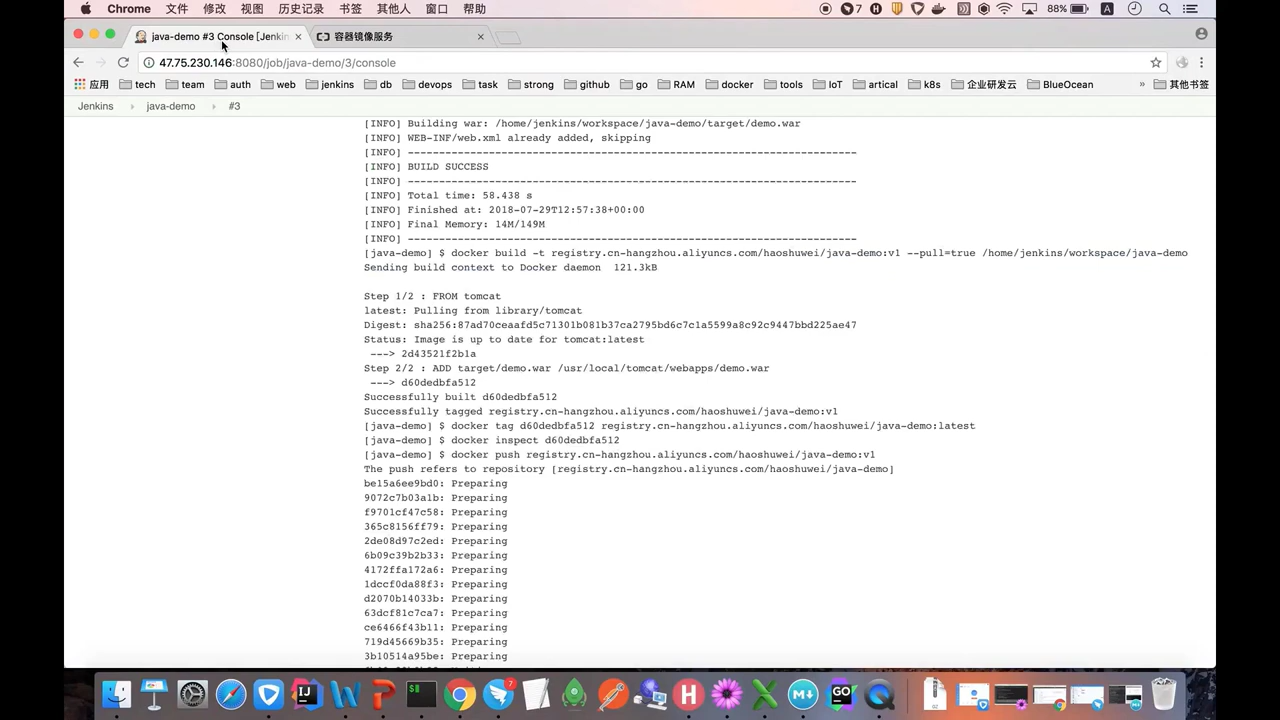 Chrome 文件 修改 视图 历史记录 书签 其他人 窗口 帮助 7 88% A
java-demo #3 Console [Jenkin
容器镜像服务
47.75.230.146:8080/job/java-demo/3/console
应用 tech team auth web jenkins db devops task strong github go RAM docker tools IoT artical k8s 企业研发云 BlueOcean » 其他书签
Jenkins java-demo #3
[INFO] Building war: /home/jenkins/workspace/java-demo/target/demo.war
[INFO] WEB-INF/web.xml already added, skipping
[INFO] ------------------------------------------------------------------------
[INFO] BUILD SUCCESS
[INFO] ------------------------------------------------------------------------
[INFO] Total time: 58.438 s
[INFO] Finished at: 2018-07-29T12:57:38+00:00
[INFO] Final Memory: 14M/149M
[INFO] ------------------------------------------------------------------------
[java-demo] $ docker build -t registry.cn-hangzhou.aliyuncs.com/haoshuwei/java-demo:v1 --pull=true /home/jenkins/workspace/java-demo
Sending build context to Docker daemon 121.3kB
Step 1/2 : FROM tomcat
latest: Pulling from library/tomcat
Digest: sha256:87ad70ceaafd5c71301b081b37ca2795bd6c7c1a5599a8c92c9447bbd225ae47
Status: Image is up to date for tomcat:latest
---> 2d43521f2b1a
Step 2/2 : ADD target/demo.war /usr/local/tomcat/webapps/demo.war
---> d60dedbfa512
Successfully built d60dedbfa512
Successfully tagged registry.cn-hangzhou.aliyuncs.com/haoshuwei/java-demo:v1
[java-demo] $ docker tag d60dedbfa512 registry.cn-hangzhou.aliyuncs.com/haoshuwei/java-demo:latest
[java-demo] $ docker inspect d60dedbfa512
[java-demo] $ docker push registry.cn-hangzhou.aliyuncs.com/haoshuwei/java-demo:v1
The push refers to repository [registry.cn-hangzhou.aliyuncs.com/haoshuwei/java-demo]
be15a6ee9bd0: Preparing
9072c7b03a1b: Preparing
f9701cf47c58: Preparing
365c8156ff79: Preparing
2de08d97c2ed: Preparing
6b09c39b2b33: Preparing
4172ffa172a6: Preparing
1dccf0da88f3: Preparing
d2070b14033b: Preparing
63dcf81c7ca7: Preparing
ce6466f43b11: Preparing
719d45669b35: Preparing
3b10514a95be: Preparing